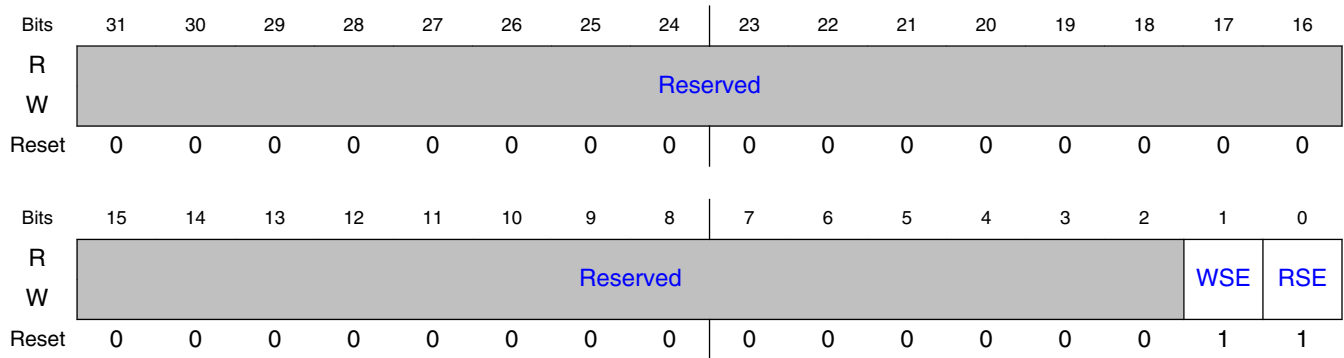 Bits 31 30 29 28 27 26 25 24 23 22 21 20 19 18 17 16
R
Reserved
W
Reset 0 0 0 0 0 0 0 0 0 0 0 0 0 0 0 0
Bits 15 14 13 12 11 10 9 8 7 6 5 4 3 2 1 0
R
Reserved WSE RSE
W
Reset 0 0 0 0 0 0 0 0 0 0 0 0 0 0 1 1